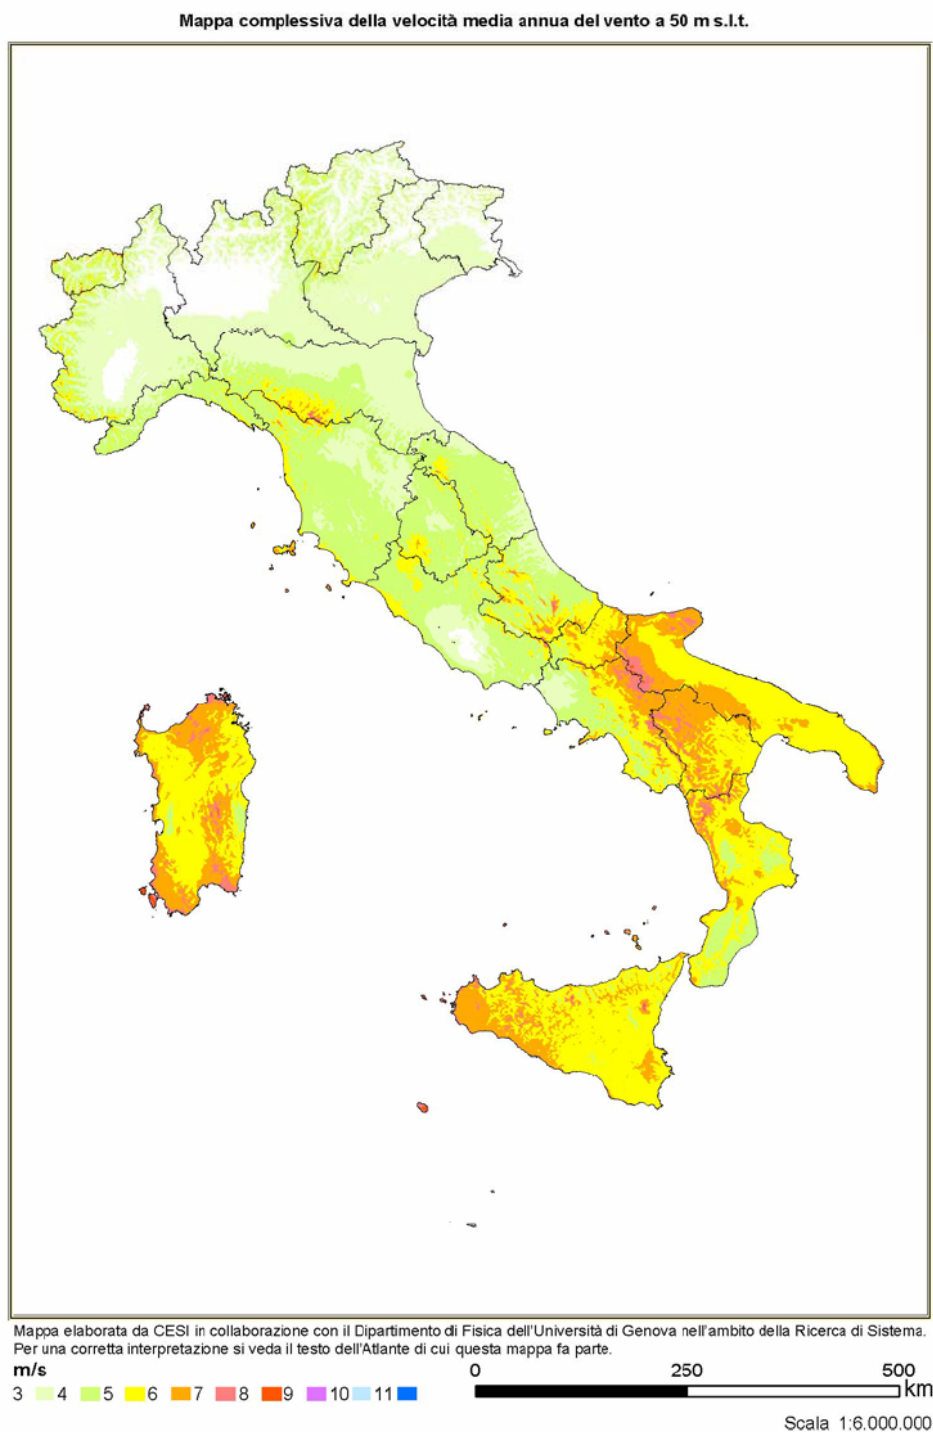 Mappa complessiva della velocità media annua del vento a 50 m s.l.t.
Mappa elaborata da CESI in collaborazione con il Dipartimento di Fisica dell'Università di Genova nell'ambito della Ricerca di Sistema.
Per una corretta interpretazione si veda il testo dell'Atlante di cui questa mappa fa parte.
m/s
3 4 5 6 7 8 9 10 11
0 250 500
km
Scala 1:6.000.000